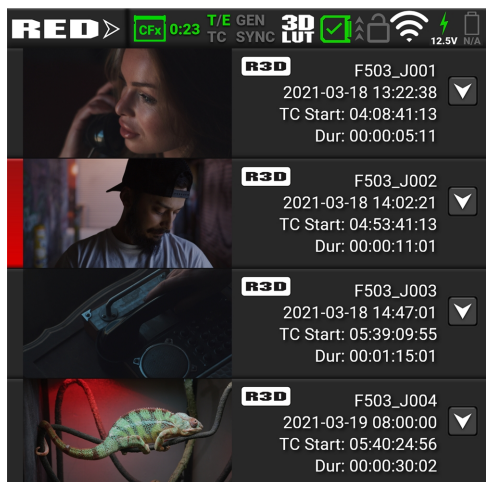 RED
CFx 0:23 T/E TC GEN SYNC 3D LUT 12.5V N/A
R3D F503_J001
2021-03-18 13:22:38
TC Start: 04:08:41:13
Dur: 00:00:05:11
R3D F503_J002
2021-03-18 14:02:21
TC Start: 04:53:41:13
Dur: 00:00:11:01
R3D F503_J003
2021-03-18 14:47:01
TC Start: 05:39:09:55
Dur: 00:01:15:01
R3D F503_J004
2021-03-19 08:00:00
TC Start: 05:40:24:56
Dur: 00:00:30:02